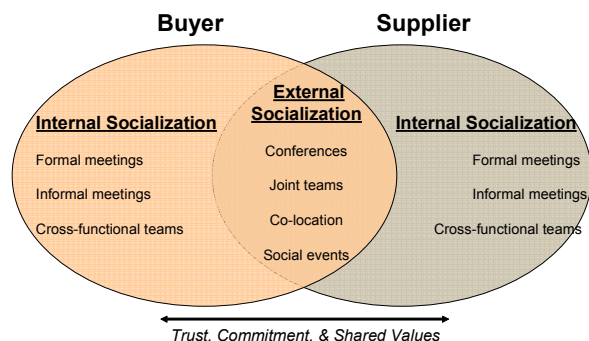 Buyer
Supplier
Internal Socialization
Formal meetings
Informal meetings
Cross-functional teams
External
Socialization
Conferences
Joint teams
Co-location
Social events
Internal Socialization
Formal meetings
Informal meetings
Cross-functional teams
Trust, Commitment, & Shared Values